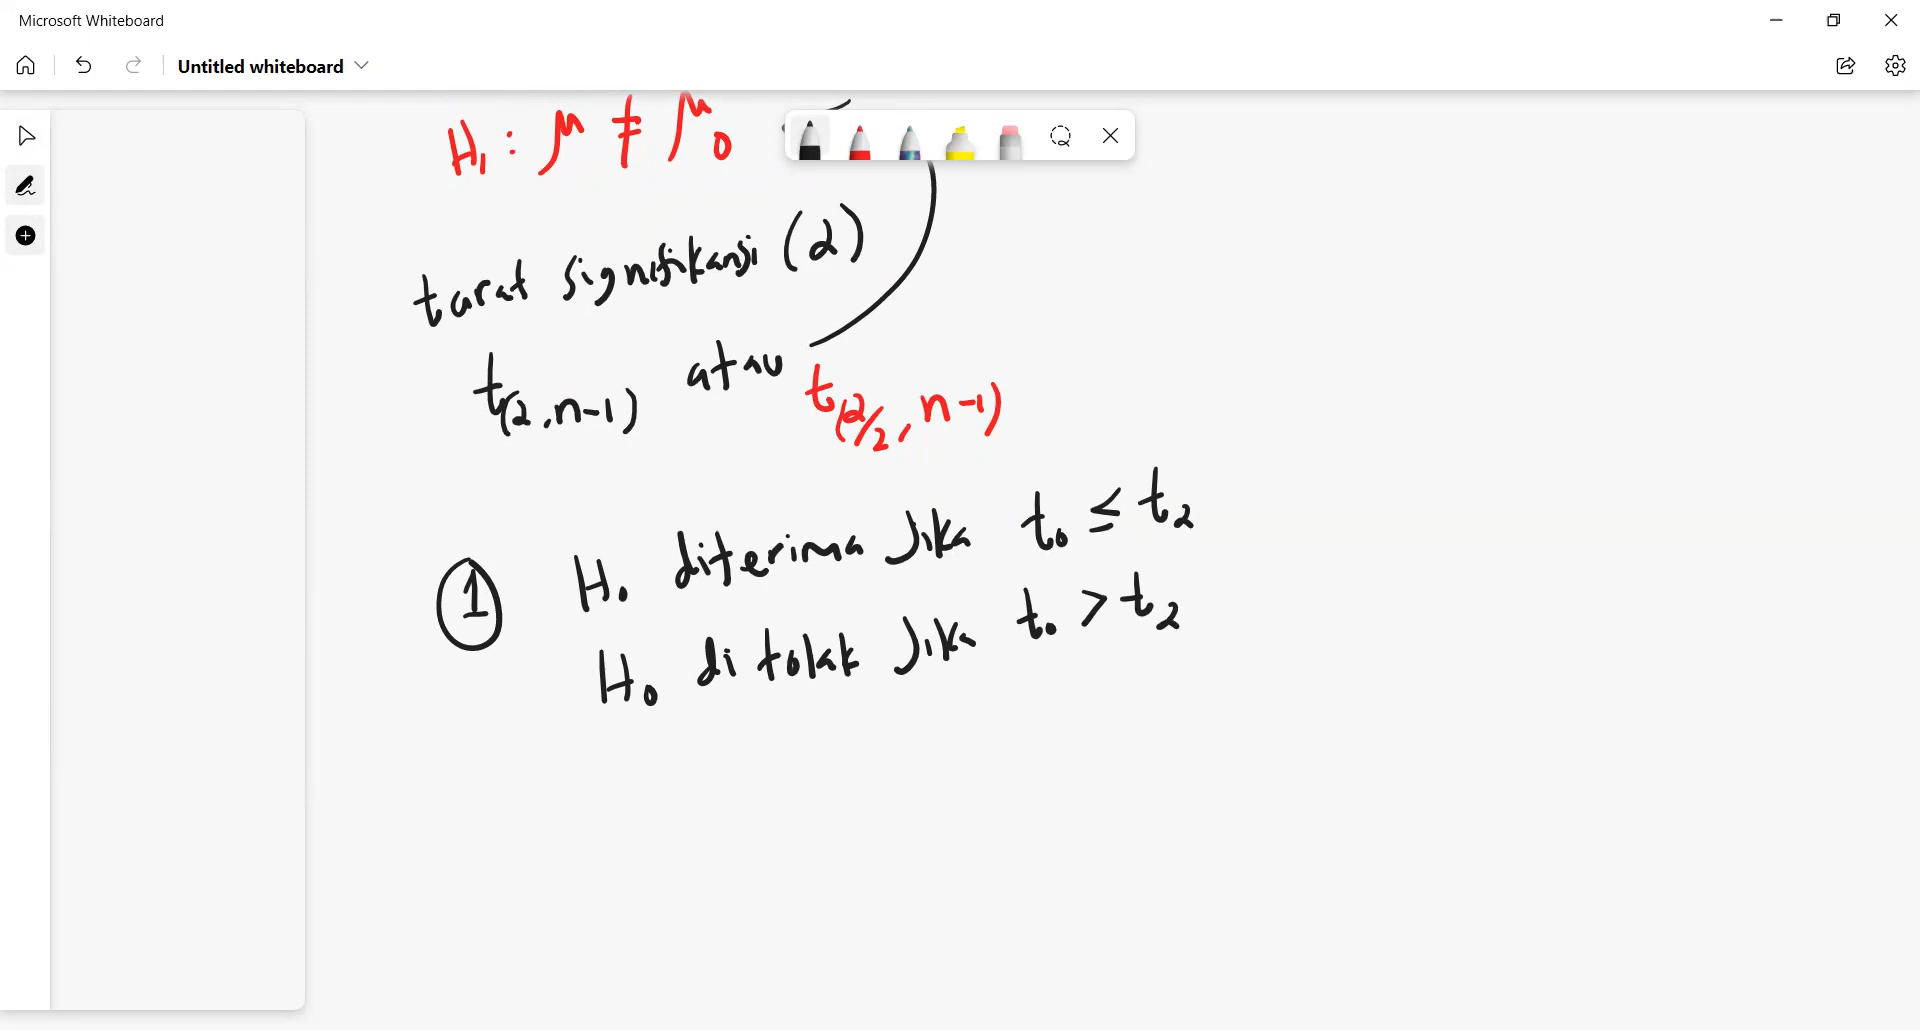 Microsoft Whiteboard
Untitled whiteboard
H₁ : μ ≠ μ₀
taraf signifikansi (α)
t(α, n-1) atau t(α/2, n-1)
① H₀ diterima Jika t₀ ≤ tα
H₀ ditolak Jika t₀ > tα